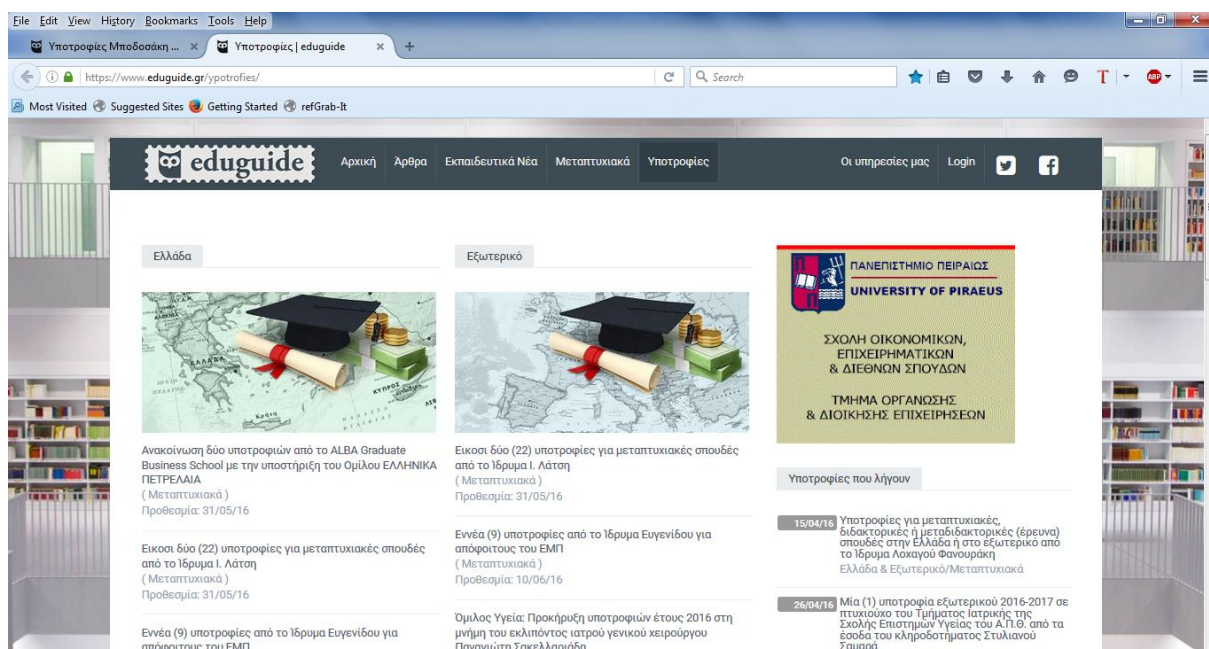 File Edit View History Bookmarks Tools Help
Υποτροφίες Μποδοσάκη ...
Υποτροφίες | eduguide
https://www.eduguide.gr/ypotrofies/
Search
ABP
Most Visited Suggested Sites Getting Started refGrab-It
eduguide
Αρχική Άρθρα Εκπαιδευτικά Νέα Μεταπτυχιακά Υποτροφίες
Οι υπηρεσίες μας Login
Ελλάδα
ΕΛΛΑΔΑ
ΚΥΠΡΟΣ
Κρήτη
Ανακοίνωση δύο υποτροφιών από το ALBA Graduate
Business School με την υποστήριξη του Ομίλου ΕΛΛΗΝΙΚΑ
ΠΕΤΡΕΛΑΙΑ
( Μεταπτυχιακά )
Προθεσμία: 31/05/16
Εικοσι δύο (22) υποτροφίες για μεταπτυχιακές σπουδές
από το Ίδρυμα Ι. Λάτση
( Μεταπτυχιακά )
Προθεσμία: 31/05/16
Εννέα (9) υποτροφίες από το Ίδρυμα Ευγενίδου για
απόφοιτους του ΕΜΠ
Εξωτερικό
Εικοσι δύο (22) υποτροφίες για μεταπτυχιακές σπουδές
από το Ίδρυμα Ι. Λάτση
( Μεταπτυχιακά )
Προθεσμία: 31/05/16
Εννέα (9) υποτροφίες από το Ίδρυμα Ευγενίδου για
απόφοιτους του ΕΜΠ
( Μεταπτυχιακά )
Προθεσμία: 10/06/16
Όμιλος Υγεία: Προκήρυξη υποτροφιών έτους 2016 στη
μνήμη του εκλιπόντος ιατρού γενικού χειρούργου
Παναγιώτη Σακελλαριάδη
ΠΑΝΕΠΙΣΤΗΜΙΟ ΠΕΙΡΑΙΩΣ
UNIVERSITY OF PIRAEUS
ΣΧΟΛΗ ΟΙΚΟΝΟΜΙΚΩΝ,
ΕΠΙΧΕΙΡΗΜΑΤΙΚΩΝ
& ΔΙΕΘΝΩΝ ΣΠΟΥΔΩΝ
ΤΜΗΜΑ ΟΡΓΑΝΩΣΗΣ
& ΔΙΟΙΚΗΣΗΣ ΕΠΙΧΕΙΡΗΣΕΩΝ
Υποτροφίες που λήγουν
15/04/16 Υποτροφίες για μεταπτυχιακές,
διδακτορικές ή μεταδιδακτορικές (έρευνα)
σπουδές στην Ελλάδα ή στο εξωτερικό από
το Ίδρυμα Λοχαγού Φανουράκη
Ελλάδα & Εξωτερικό/Μεταπτυχιακά
26/04/16 Μία (1) υποτροφία εξωτερικού 2016-2017 σε
πτυχιούχο του Τμήματος Ιατρικής της
Σχολής Επιστημών Υγείας του Α.Π.Θ. από τα
έσοδα του κληροδοτήματος Στυλιανού
Σαμαρά